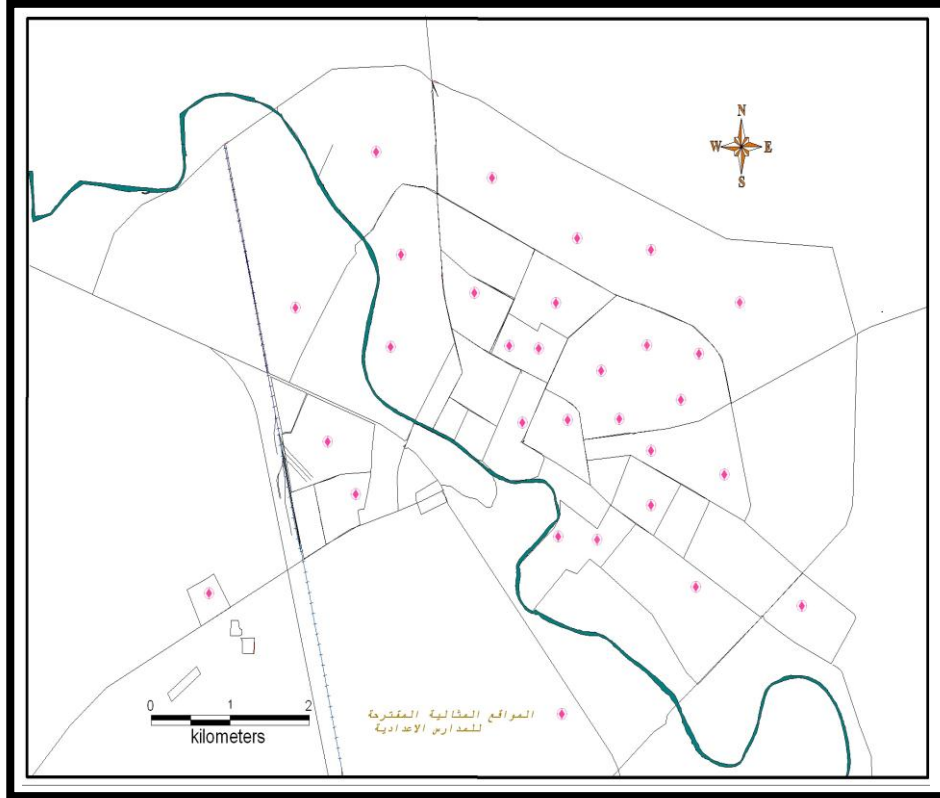 N
W E
S
0 1 2
kilometers
المواقع المثالية المقترحة
للمدارس الاعدادية